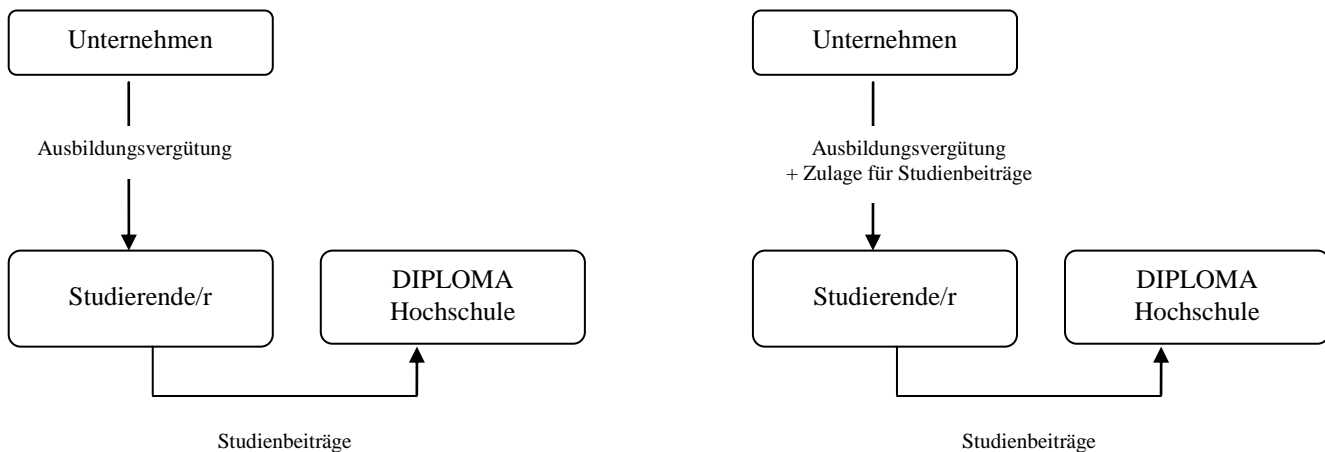 Unternehmen
Ausbildungsvergütung
Studierende/r
DIPLOMA
Hochschule
Studienbeiträge
Unternehmen
Ausbildungsvergütung
+ Zulage für Studienbeiträge
Studierende/r
DIPLOMA
Hochschule
Studienbeiträge